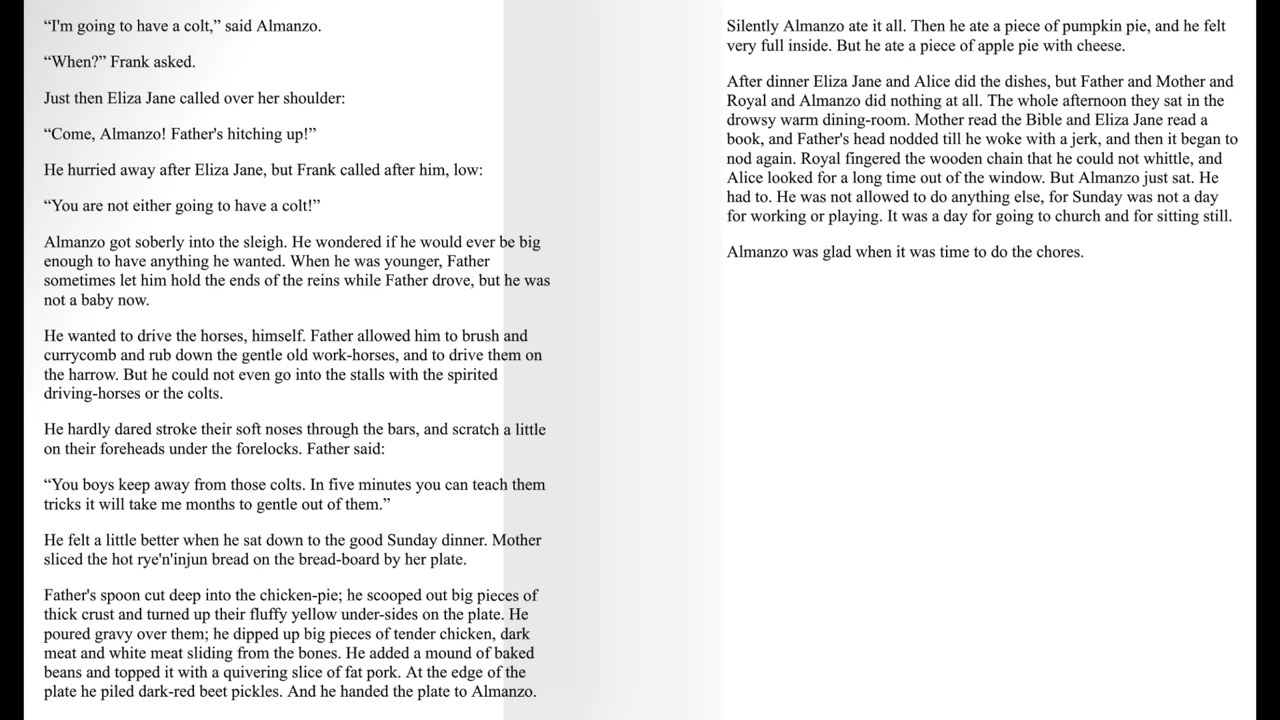 “I'm going to have a colt,” said Almanzo.
“When?” Frank asked.
Just then Eliza Jane called over her shoulder:
“Come, Almanzo! Father's hitching up!”
He hurried away after Eliza Jane, but Frank called after him, low:
“You are not either going to have a colt!”
Almanzo got soberly into the sleigh. He wondered if he would ever be big
enough to have anything he wanted. When he was younger, Father
sometimes let him hold the ends of the reins while Father drove, but he was
not a baby now.
He wanted to drive the horses, himself. Father allowed him to brush and
currycomb and rub down the gentle old work-horses, and to drive them on
the harrow. But he could not even go into the stalls with the spirited
driving-horses or the colts.
He hardly dared stroke their soft noses through the bars, and scratch a little
on their foreheads under the forelocks. Father said:
“You boys keep away from those colts. In five minutes you can teach them
tricks it will take me months to gentle out of them.”
He felt a little better when he sat down to the good Sunday dinner. Mother
sliced the hot rye'n'injun bread on the bread-board by her plate.
Father's spoon cut deep into the chicken-pie; he scooped out big pieces of
thick crust and turned up their fluffy yellow under-sides on the plate. He
poured gravy over them; he dipped up big pieces of tender chicken, dark
meat and white meat sliding from the bones. He added a mound of baked
beans and topped it with a quivering slice of fat pork. At the edge of the
plate he piled dark-red beet pickles. And he handed the plate to Almanzo.
Silently Almanzo ate it all. Then he ate a piece of pumpkin pie, and he felt
very full inside. But he ate a piece of apple pie with cheese.
After dinner Eliza Jane and Alice did the dishes, but Father and Mother and
Royal and Almanzo did nothing at all. The whole afternoon they sat in the
drowsy warm dining-room. Mother read the Bible and Eliza Jane read a
book, and Father's head nodded till he woke with a jerk, and then it began to
nod again. Royal fingered the wooden chain that he could not whittle, and
Alice looked for a long time out of the window. But Almanzo just sat. He
had to. He was not allowed to do anything else, for Sunday was not a day
for working or playing. It was a day for going to church and for sitting still.
Almanzo was glad when it was time to do the chores.